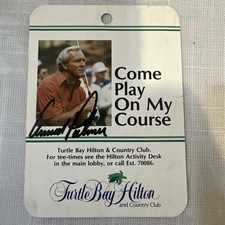 Come
Play
On My
Course
Arnold Palmer
Turtle Bay Hilton & Country Club.
For tee-times see the Hilton Activity Desk
in the main lobby, or call Ext. 70086.
Turtle Bay Hilton
and Country Club